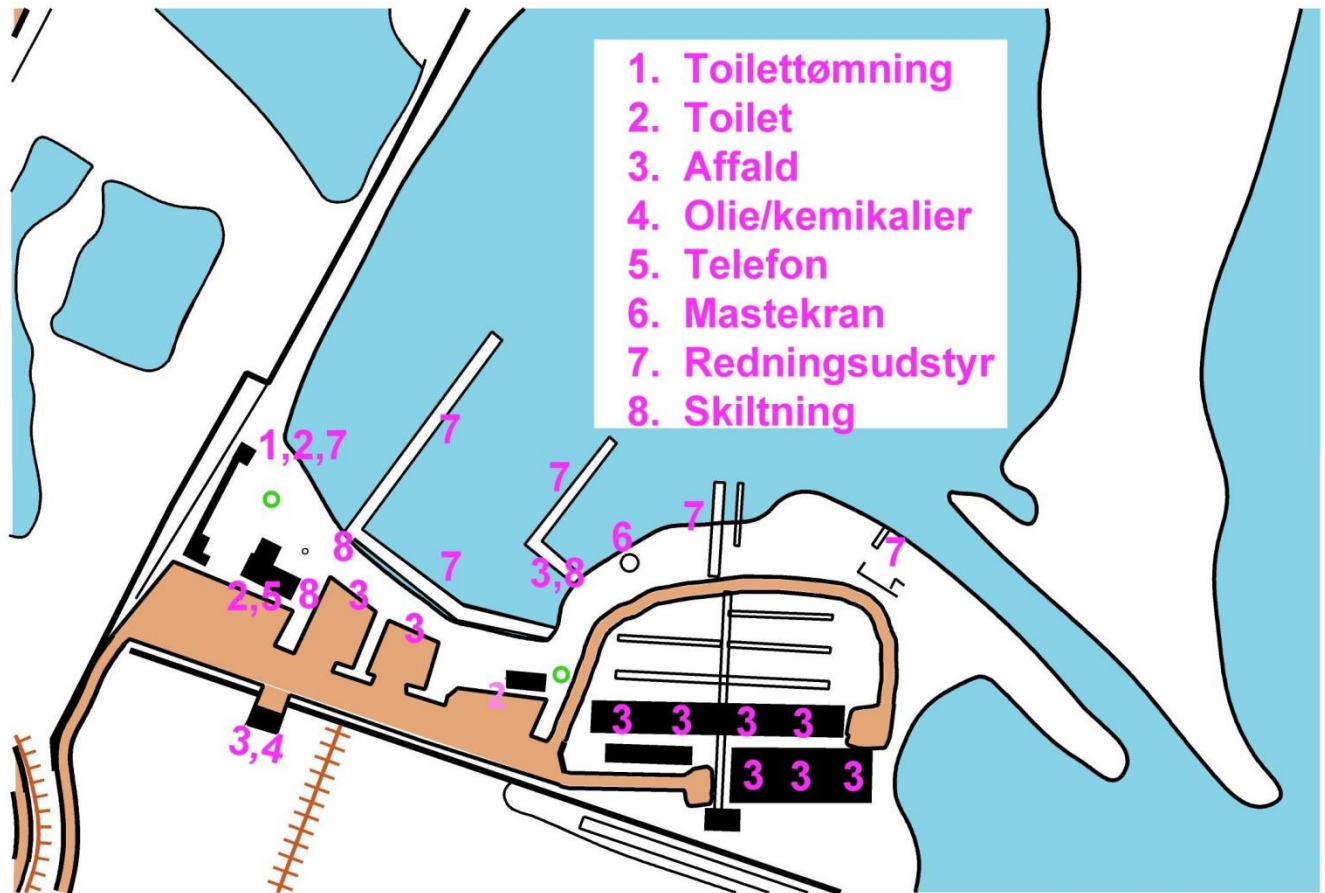 1. Toilettømning
2. Toilet
3. Affald
4. Olie/kemikalier
5. Telefon
6. Mastekran
7. Redningsudstyr
8. Skiltning
7
1,2,7
7
7
6
8
7
3,8
7
2,5
8
3
3
2
3,4
3 3 3 3
3 3 3